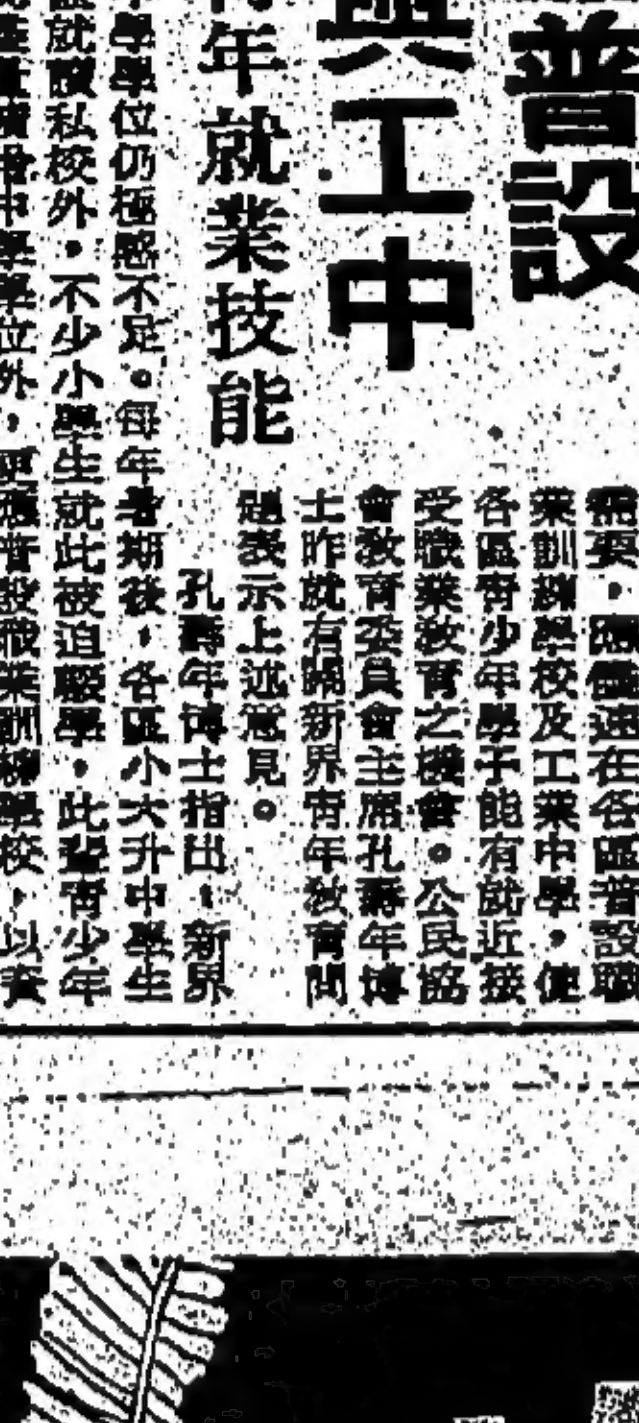 普設
與工中
年就業技能
需要,應儘速在各區普設職
業訓練學校及工業中學,使
各區青少年學子能有就近接
受職業敎育之機會。公民協
會敎育委員會主席孔壽年博
士昨就有關新界青年敎育問
題表示上述意見。
孔壽年博士指出:新界
學學位仍極感不足。每年暑期後,各區小六升中學生
就讀私校外,不少小學生就此被迫輟學,此輩青少年
中學學位外,更應普設職業訓練學校,以資